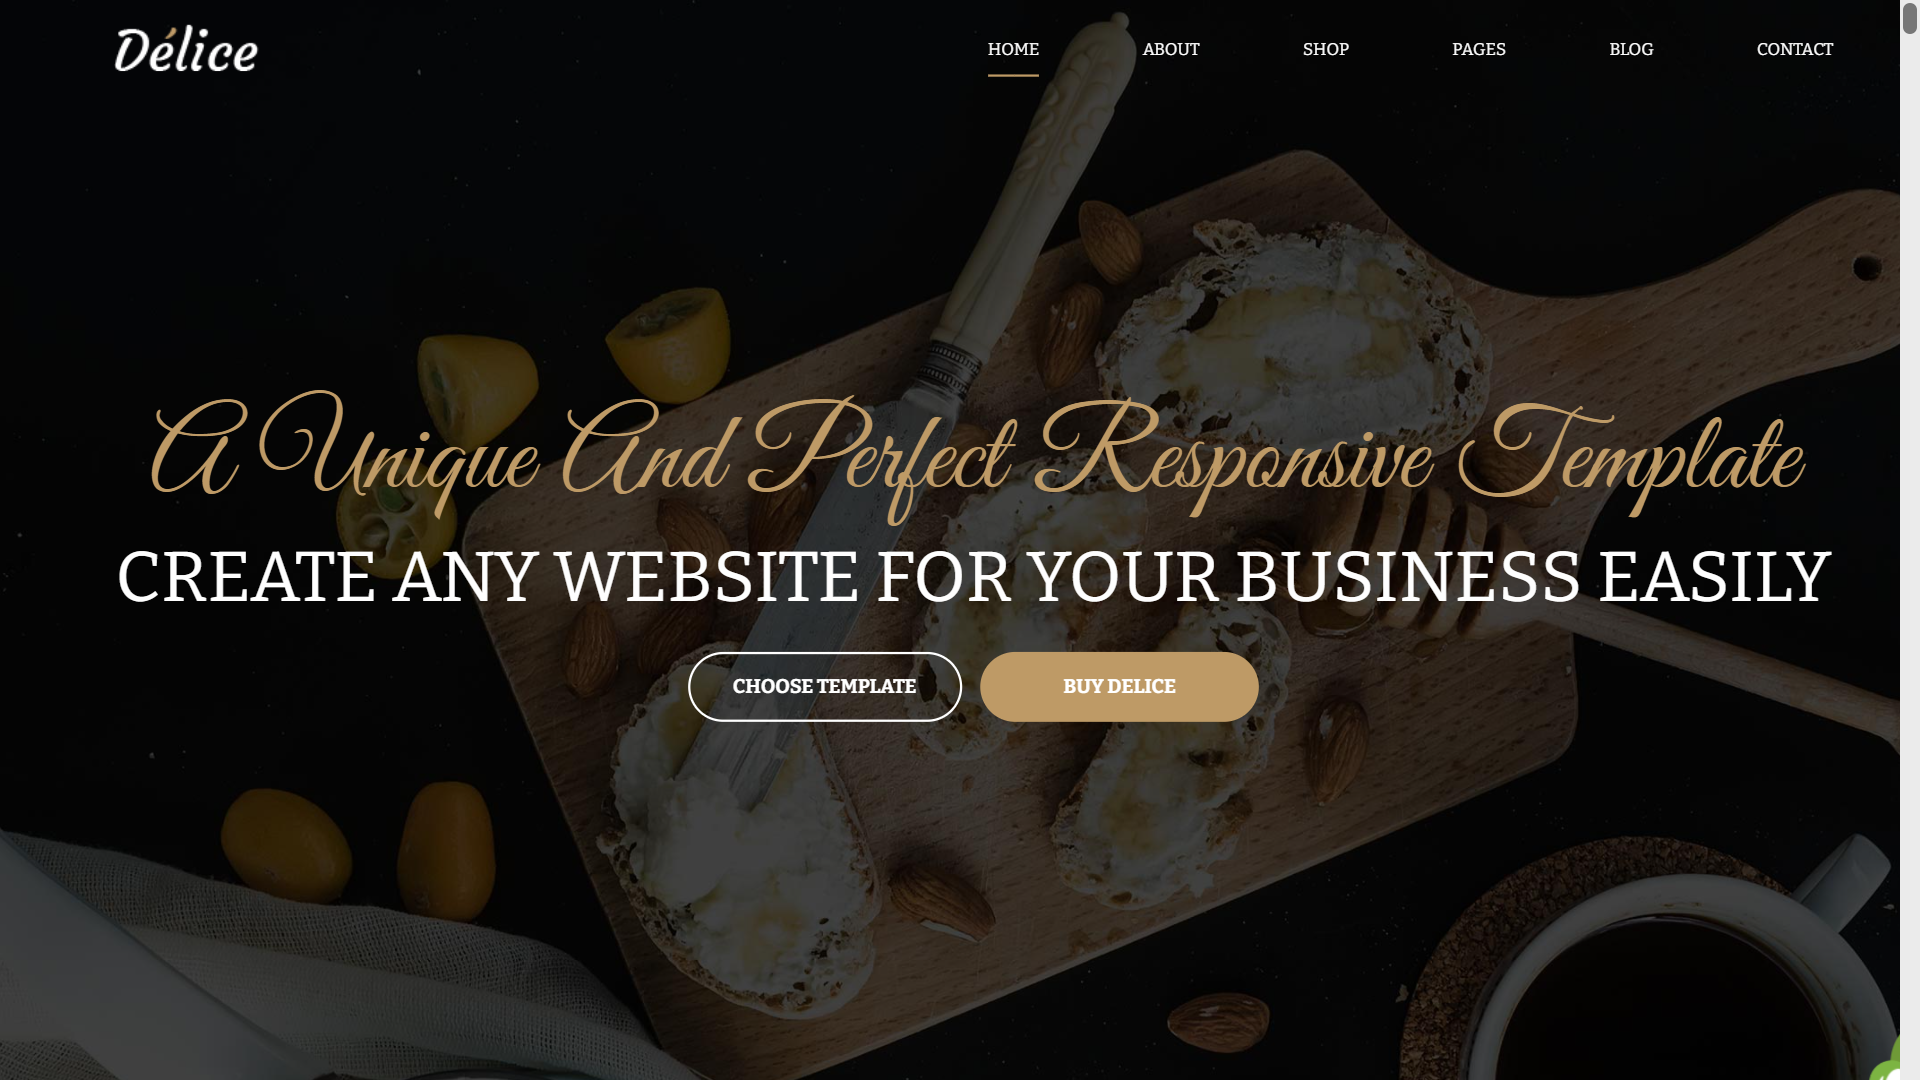 Délice
HOME ABOUT SHOP PAGES BLOG CONTACT
A Unique And Perfect Responsive Template
CREATE ANY WEBSITE FOR YOUR BUSINESS EASILY
CHOOSE TEMPLATE BUY DELICE